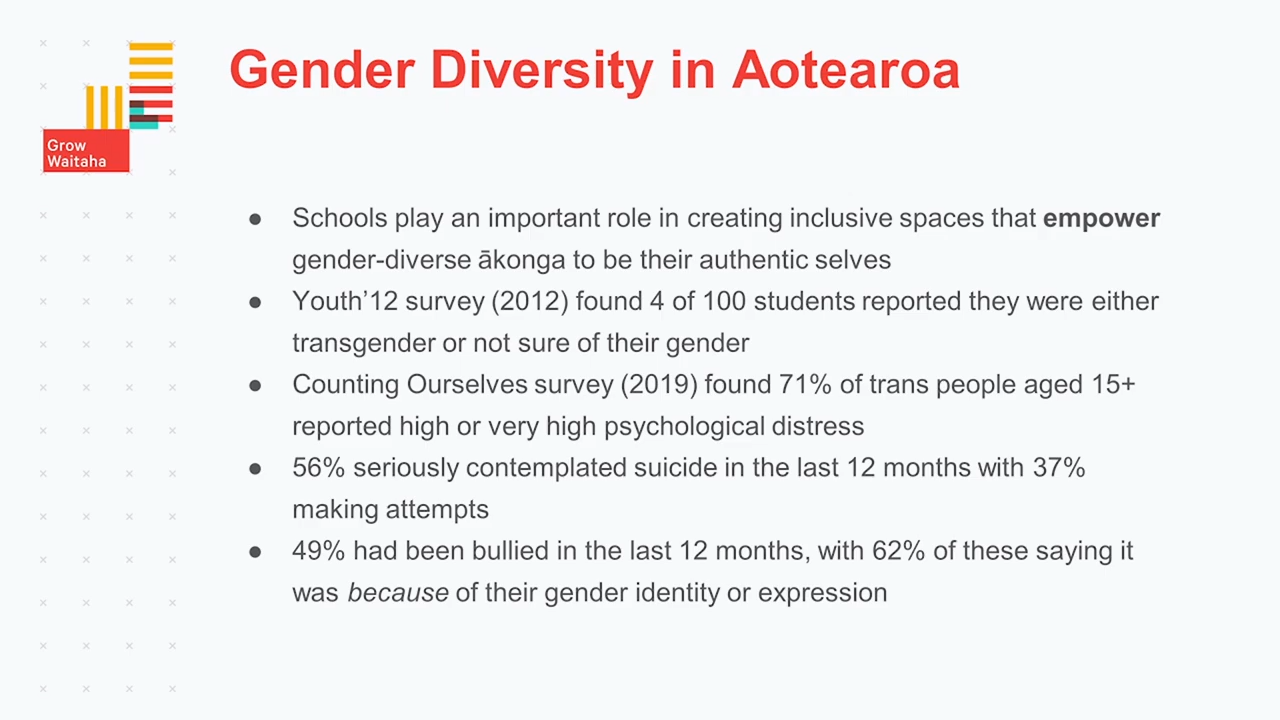 Gender Diversity in Aotearoa
Grow
Waitaha
● Schools play an important role in creating inclusive spaces that empower
gender-diverse ākonga to be their authentic selves
● Youth’12 survey (2012) found 4 of 100 students reported they were either
transgender or not sure of their gender
● Counting Ourselves survey (2019) found 71% of trans people aged 15+
reported high or very high psychological distress
● 56% seriously contemplated suicide in the last 12 months with 37%
making attempts
● 49% had been bullied in the last 12 months, with 62% of these saying it
was because of their gender identity or expression